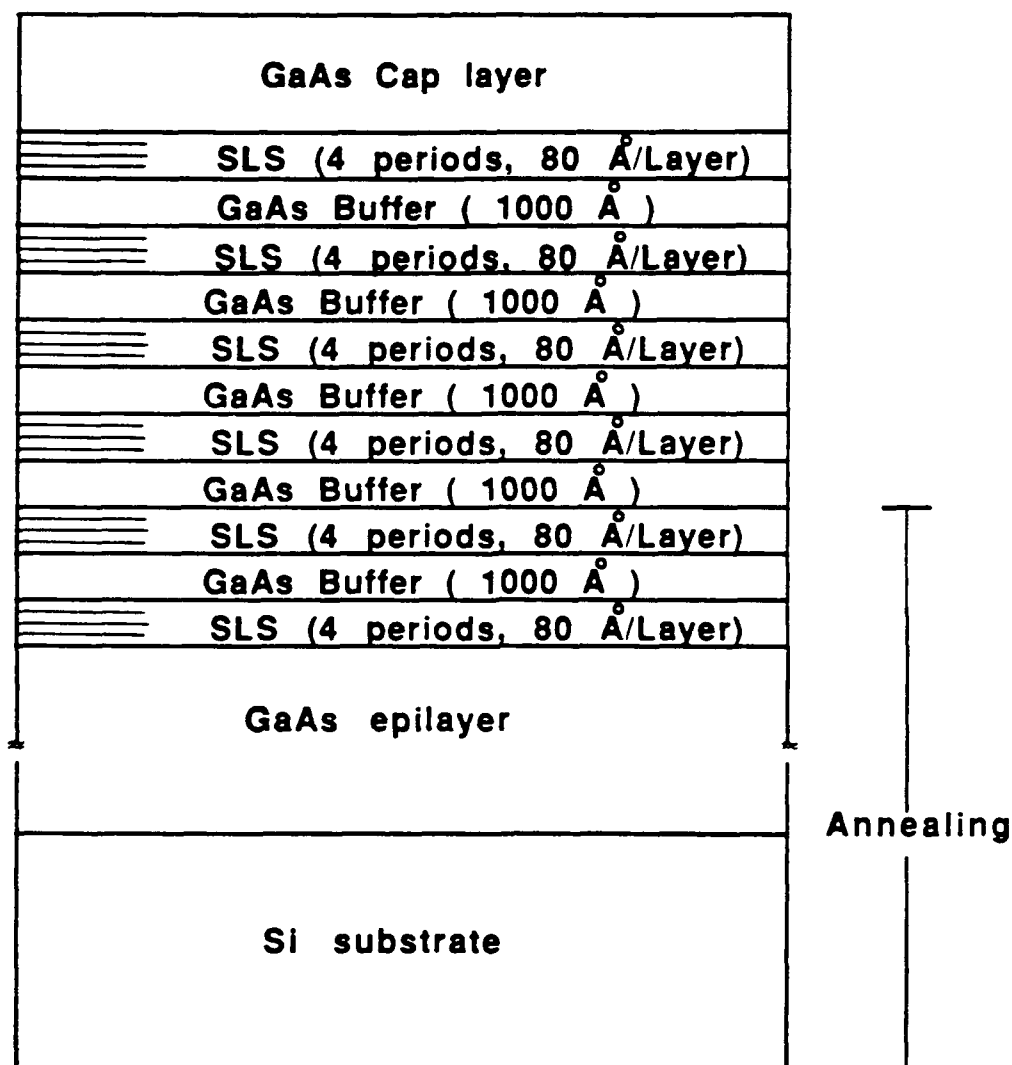 GaAs Cap layer
SLS (4 periods, 80 Å/Layer)
GaAs Buffer ( 1000 Å )
SLS (4 periods, 80 Å/Layer)
GaAs Buffer ( 1000 Å )
SLS (4 periods, 80 Å/Layer)
GaAs Buffer ( 1000 Å )
SLS (4 periods, 80 Å/Layer)
GaAs Buffer ( 1000 Å )
SLS (4 periods, 80 Å/Layer)
GaAs Buffer ( 1000 Å )
SLS (4 periods, 80 Å/Layer)
GaAs epilayer
Annealing
Si substrate